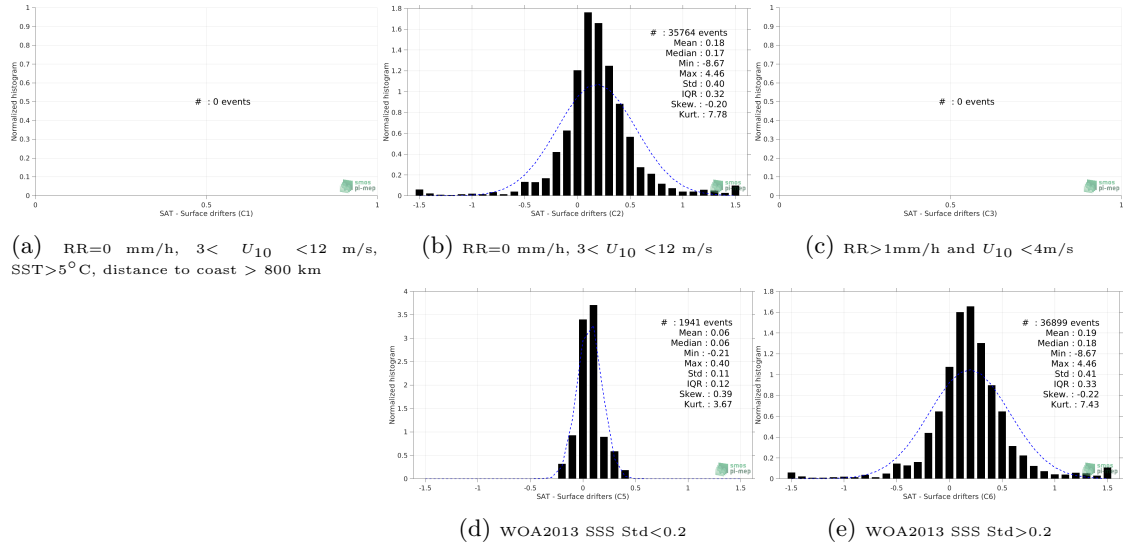 1
0.9
0.8
0.7
0.6
0.5
0.4
0.3
0.2
0.1
0
Normalized histogram
# : 0 events
smos
pi-mep
0 0.5 1
SAT - Surface drifters (C1)
(a) RR=0 mm/h, 3< U10 <12 m/s,
SST>5°C, distance to coast > 800 km
1.8
1.6
1.4
1.2
1
0.8
0.6
0.4
0.2
0
Normalized histogram
# : 35764 events
Mean : 0.18
Median : 0.17
Min : -8.67
Max : 4.46
Std : 0.40
IQR : 0.32
Skew. : -0.20
Kurt. : 7.78
smos
pi-mep
-1.5 -1 -0.5 0 0.5 1 1.5
SAT - Surface drifters (C2)
(b) RR=0 mm/h, 3< U10 <12 m/s
1
0.9
0.8
0.7
0.6
0.5
0.4
0.3
0.2
0.1
0
Normalized histogram
# : 0 events
smos
pi-mep
0 0.5 1
SAT - Surface drifters (C3)
(c) RR>1mm/h and U10 <4m/s
4
3.5
3
2.5
2
1.5
1
0.5
0
Normalized histogram
# : 1941 events
Mean : 0.06
Median : 0.06
Min : -0.21
Max : 0.40
Std : 0.11
IQR : 0.12
Skew. : 0.39
Kurt. : 3.67
smos
pi-mep
-1.5 -1 -0.5 0 0.5 1 1.5
SAT - Surface drifters (C5)
(d) WOA2013 SSS Std<0.2
1.8
1.6
1.4
1.2
1
0.8
0.6
0.4
0.2
0
Normalized histogram
# : 36899 events
Mean : 0.19
Median : 0.18
Min : -8.67
Max : 4.46
Std : 0.41
IQR : 0.33
Skew. : -0.22
Kurt. : 7.43
smos
pi-mep
-1.5 -1 -0.5 0 0.5 1 1.5
SAT - Surface drifters (C6)
(e) WOA2013 SSS Std>0.2